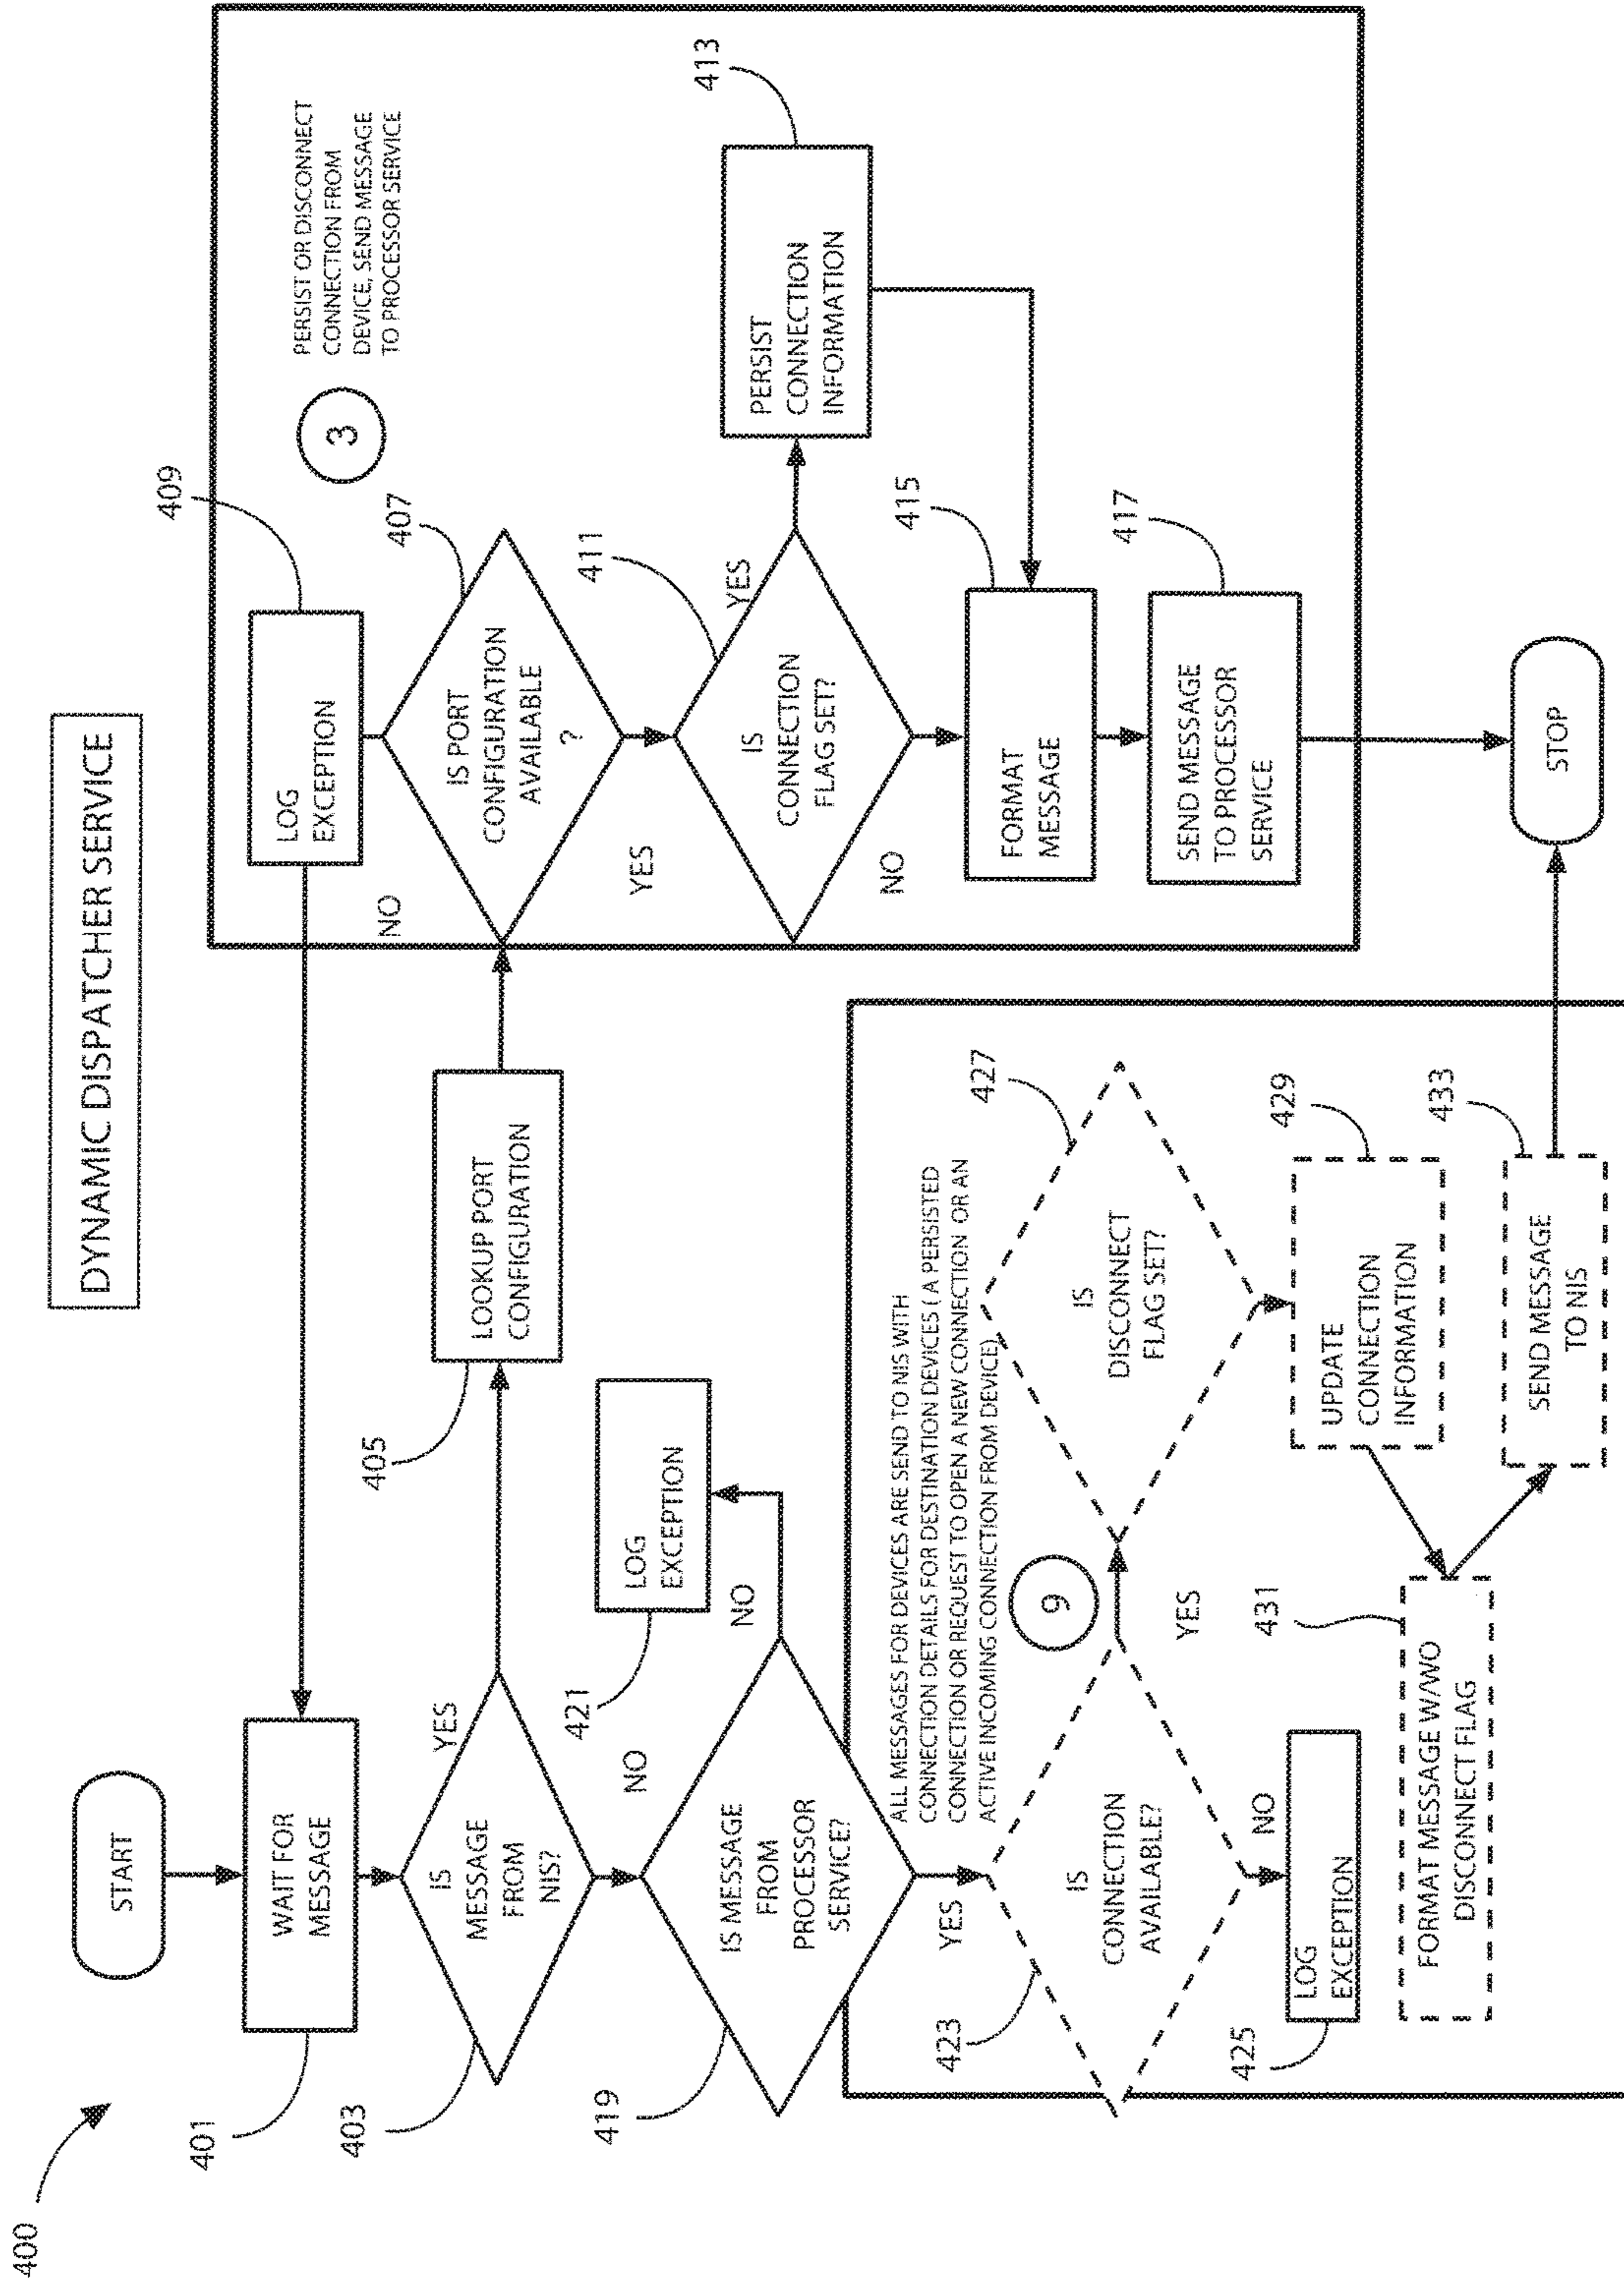 DYNAMIC DISPATCHER SERVICE
400
START
401
WAIT FOR
MESSAGE
403
IS
MESSAGE
FROM
NIS?
YES
NO
405
LOOKUP PORT
CONFIGURATION
409
LOG
EXCEPTION
NO
407
IS PORT
CONFIGURATION
AVAILABLE
?
YES
3
PERSIST OR DISCONNECT
CONNECTION FROM
DEVICE, SEND MESSAGE
TO PROCESSOR SERVICE
411
IS
CONNECTION
FLAG SET?
YES
NO
413
PERSIST
CONNECTION
INFORMATION
415
FORMAT
MESSAGE
417
SEND MESSAGE
TO PROCESSOR
SERVICE
STOP
419
IS MESSAGE
FROM
PROCESSOR
SERVICE?
NO
421
LOG
EXCEPTION
YES
ALL MESSAGES FOR DEVICES ARE SEND TO NIS WITH
CONNECTION DETAILS FOR DESTINATION DEVICES ( A PERSISTED
CONNECTION OR REQUEST TO OPEN A NEW CONNECTION OR AN
ACTIVE INCOMING CONNECTION FROM DEVICE)
423
IS
CONNECTION
AVAILABLE?
NO
425
LOG
EXCEPTION
9
YES
427
IS
DISCONNECT
FLAG SET?
429
UPDATE
CONNECTION
INFORMATION
431
FORMAT MESSAGE W/WO
DISCONNECT FLAG
433
SEND MESSAGE
TO NIS